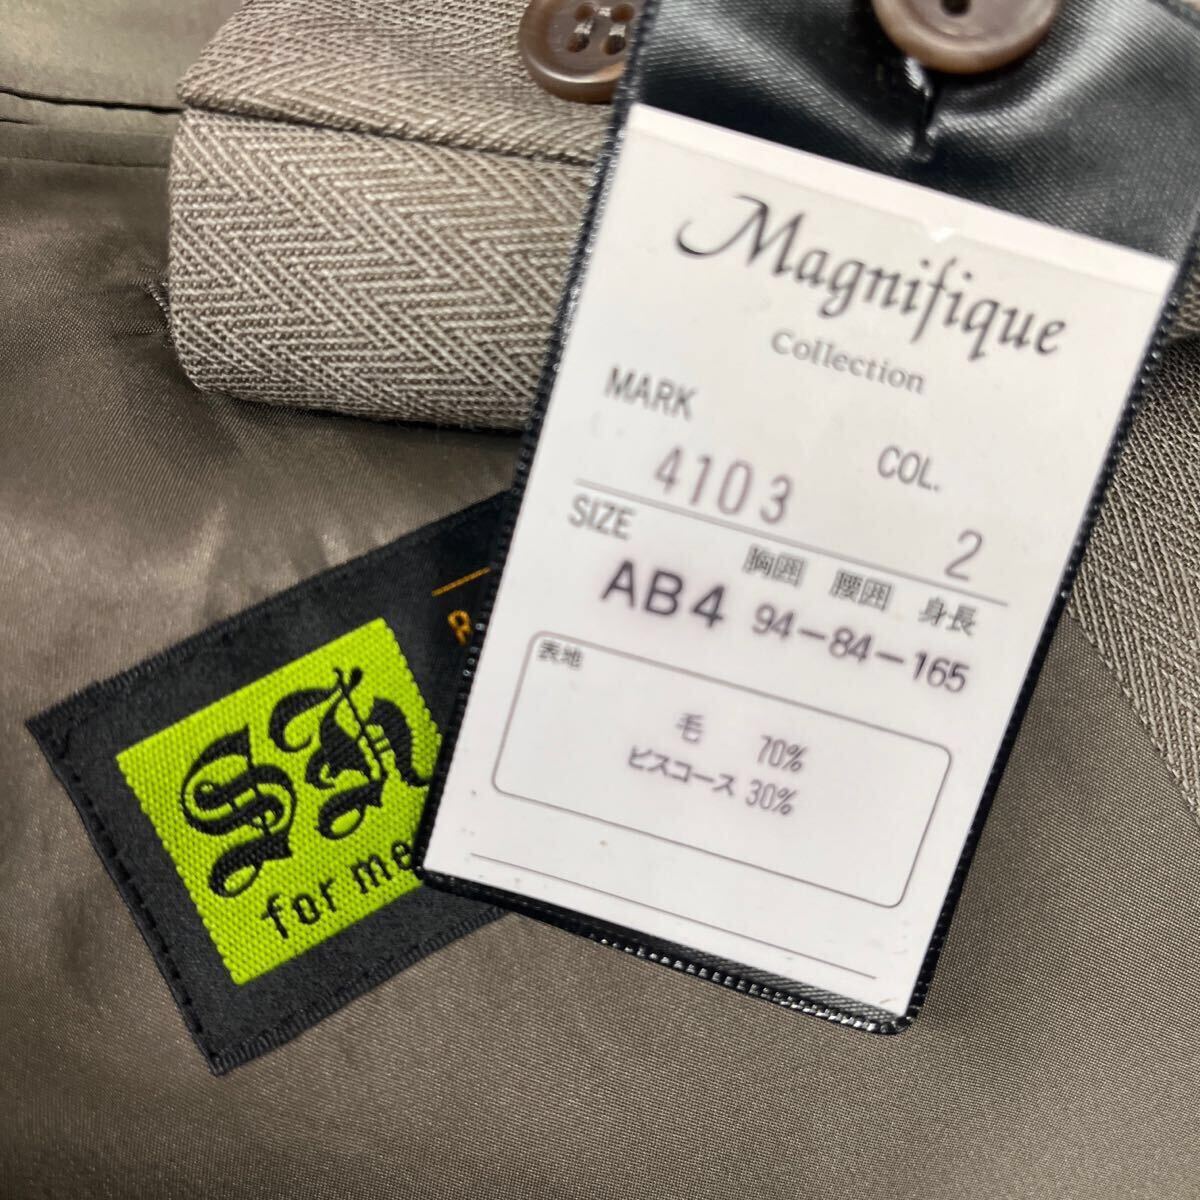 Magnifique
Collection
MARK
4103
COL.
2
SIZE
胸囲 腰囲 身長
AB4 94-84-165
表地
毛 70%
ビスコース 30%
R
for me